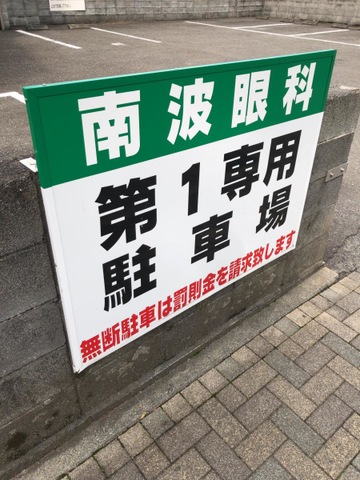 南波眼科
第1専用
駐車場
無断駐車は罰則金を請求致します